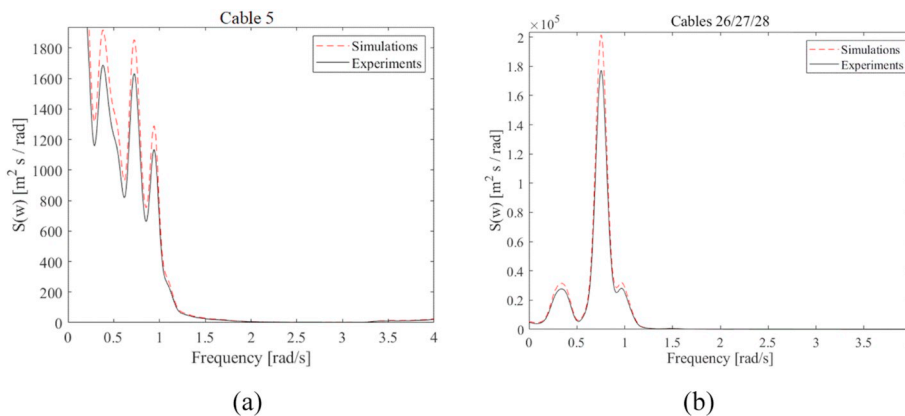 Cable 5
1800
1600
1400
1200
1000
800
600
400
200
0
S(w) [m² s / rad]
Simulations
Experiments
0 0.5 1 1.5 2 2.5 3 3.5 4
Frequency [rad/s]
(a)
Cables 26/27/28
×10⁵
2
1.8
1.6
1.4
1.2
1
0.8
0.6
0.4
0.2
0
S(w) [m² s / rad]
Simulations
Experiments
0 0.5 1 1.5 2 2.5 3 3.5
Frequency [rad/s]
(b)